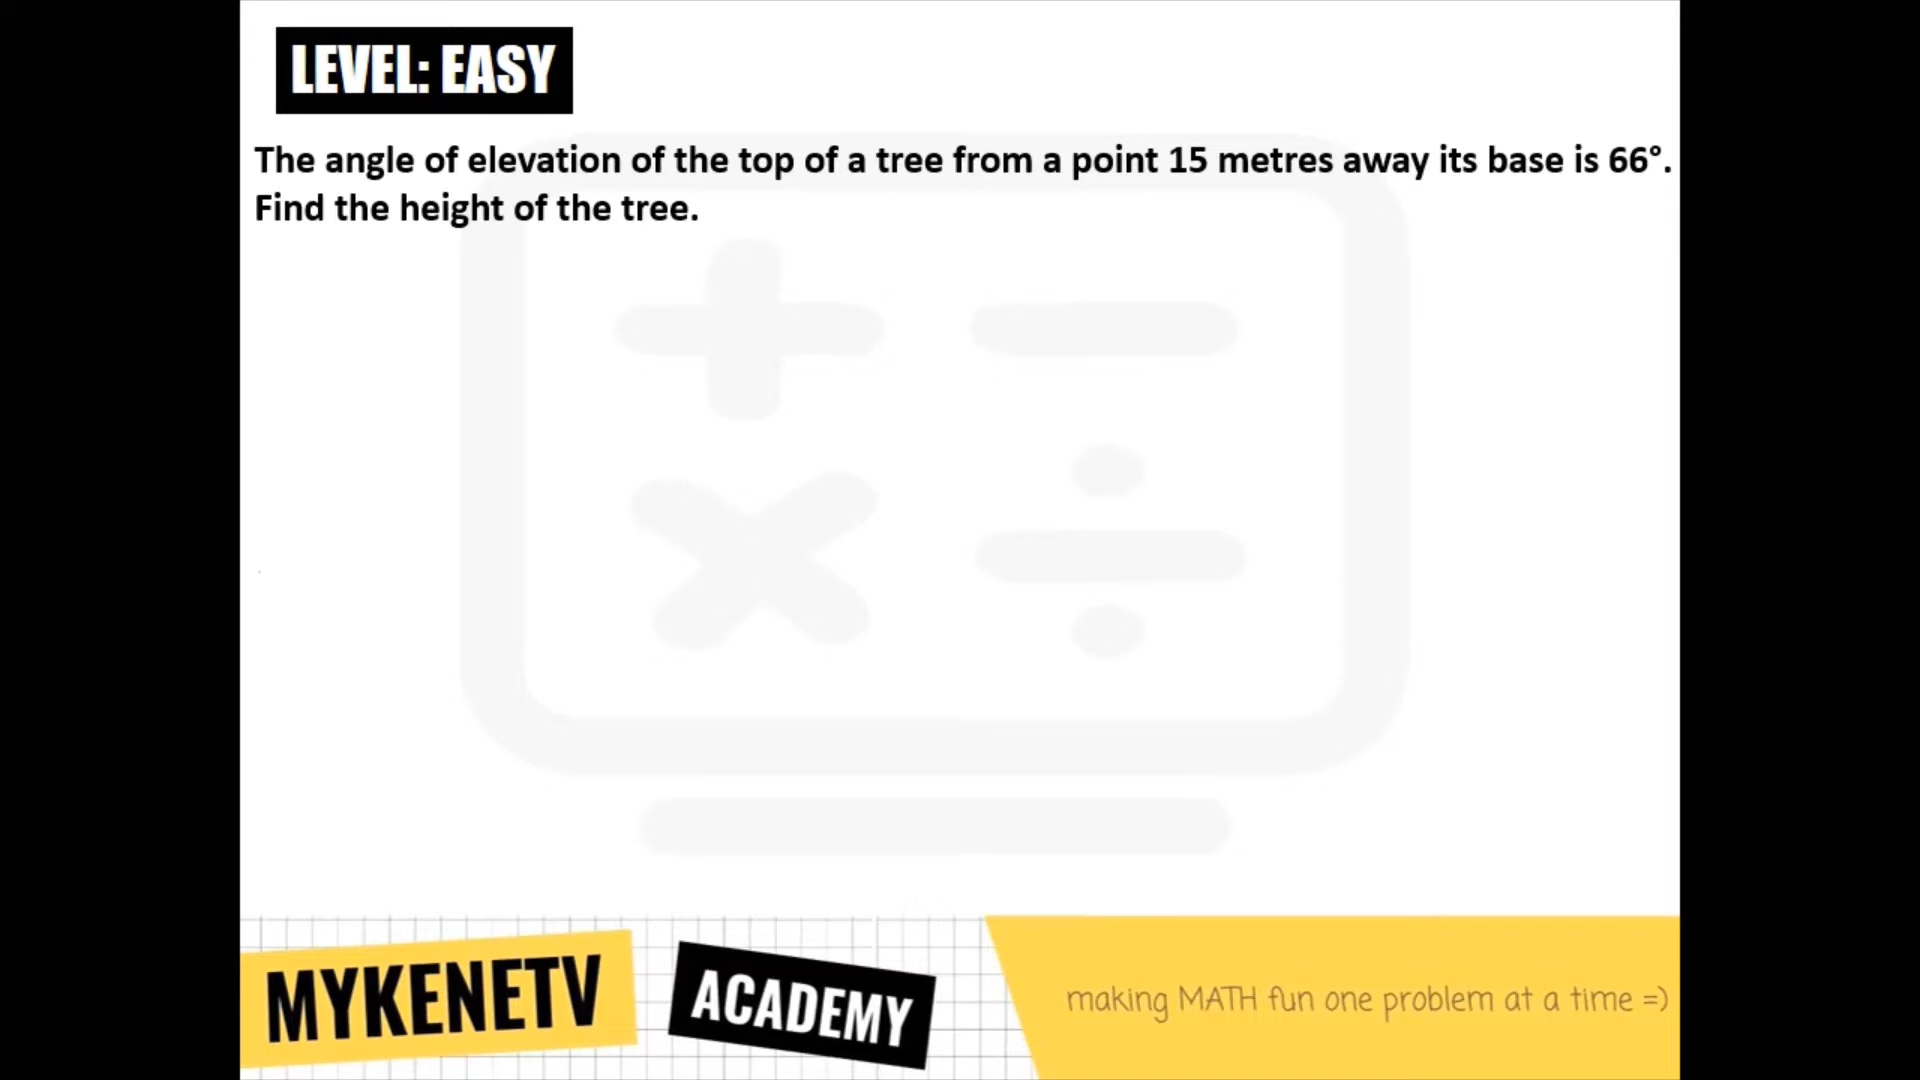 LEVEL: EASY
The angle of elevation of the top of a tree from a point 15 metres away its base is 66°.
Find the height of the tree.
MYKENETV
ACADEMY
making MATH fun one problem at a time =)